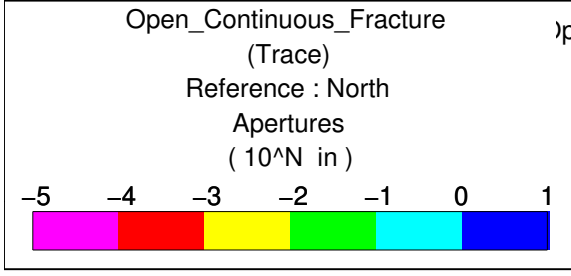 Open_Continuous_Fracture
(Trace)
Reference : North
Apertures
( 10^N  in )
−5 −4 −3 −2 −1 0 1